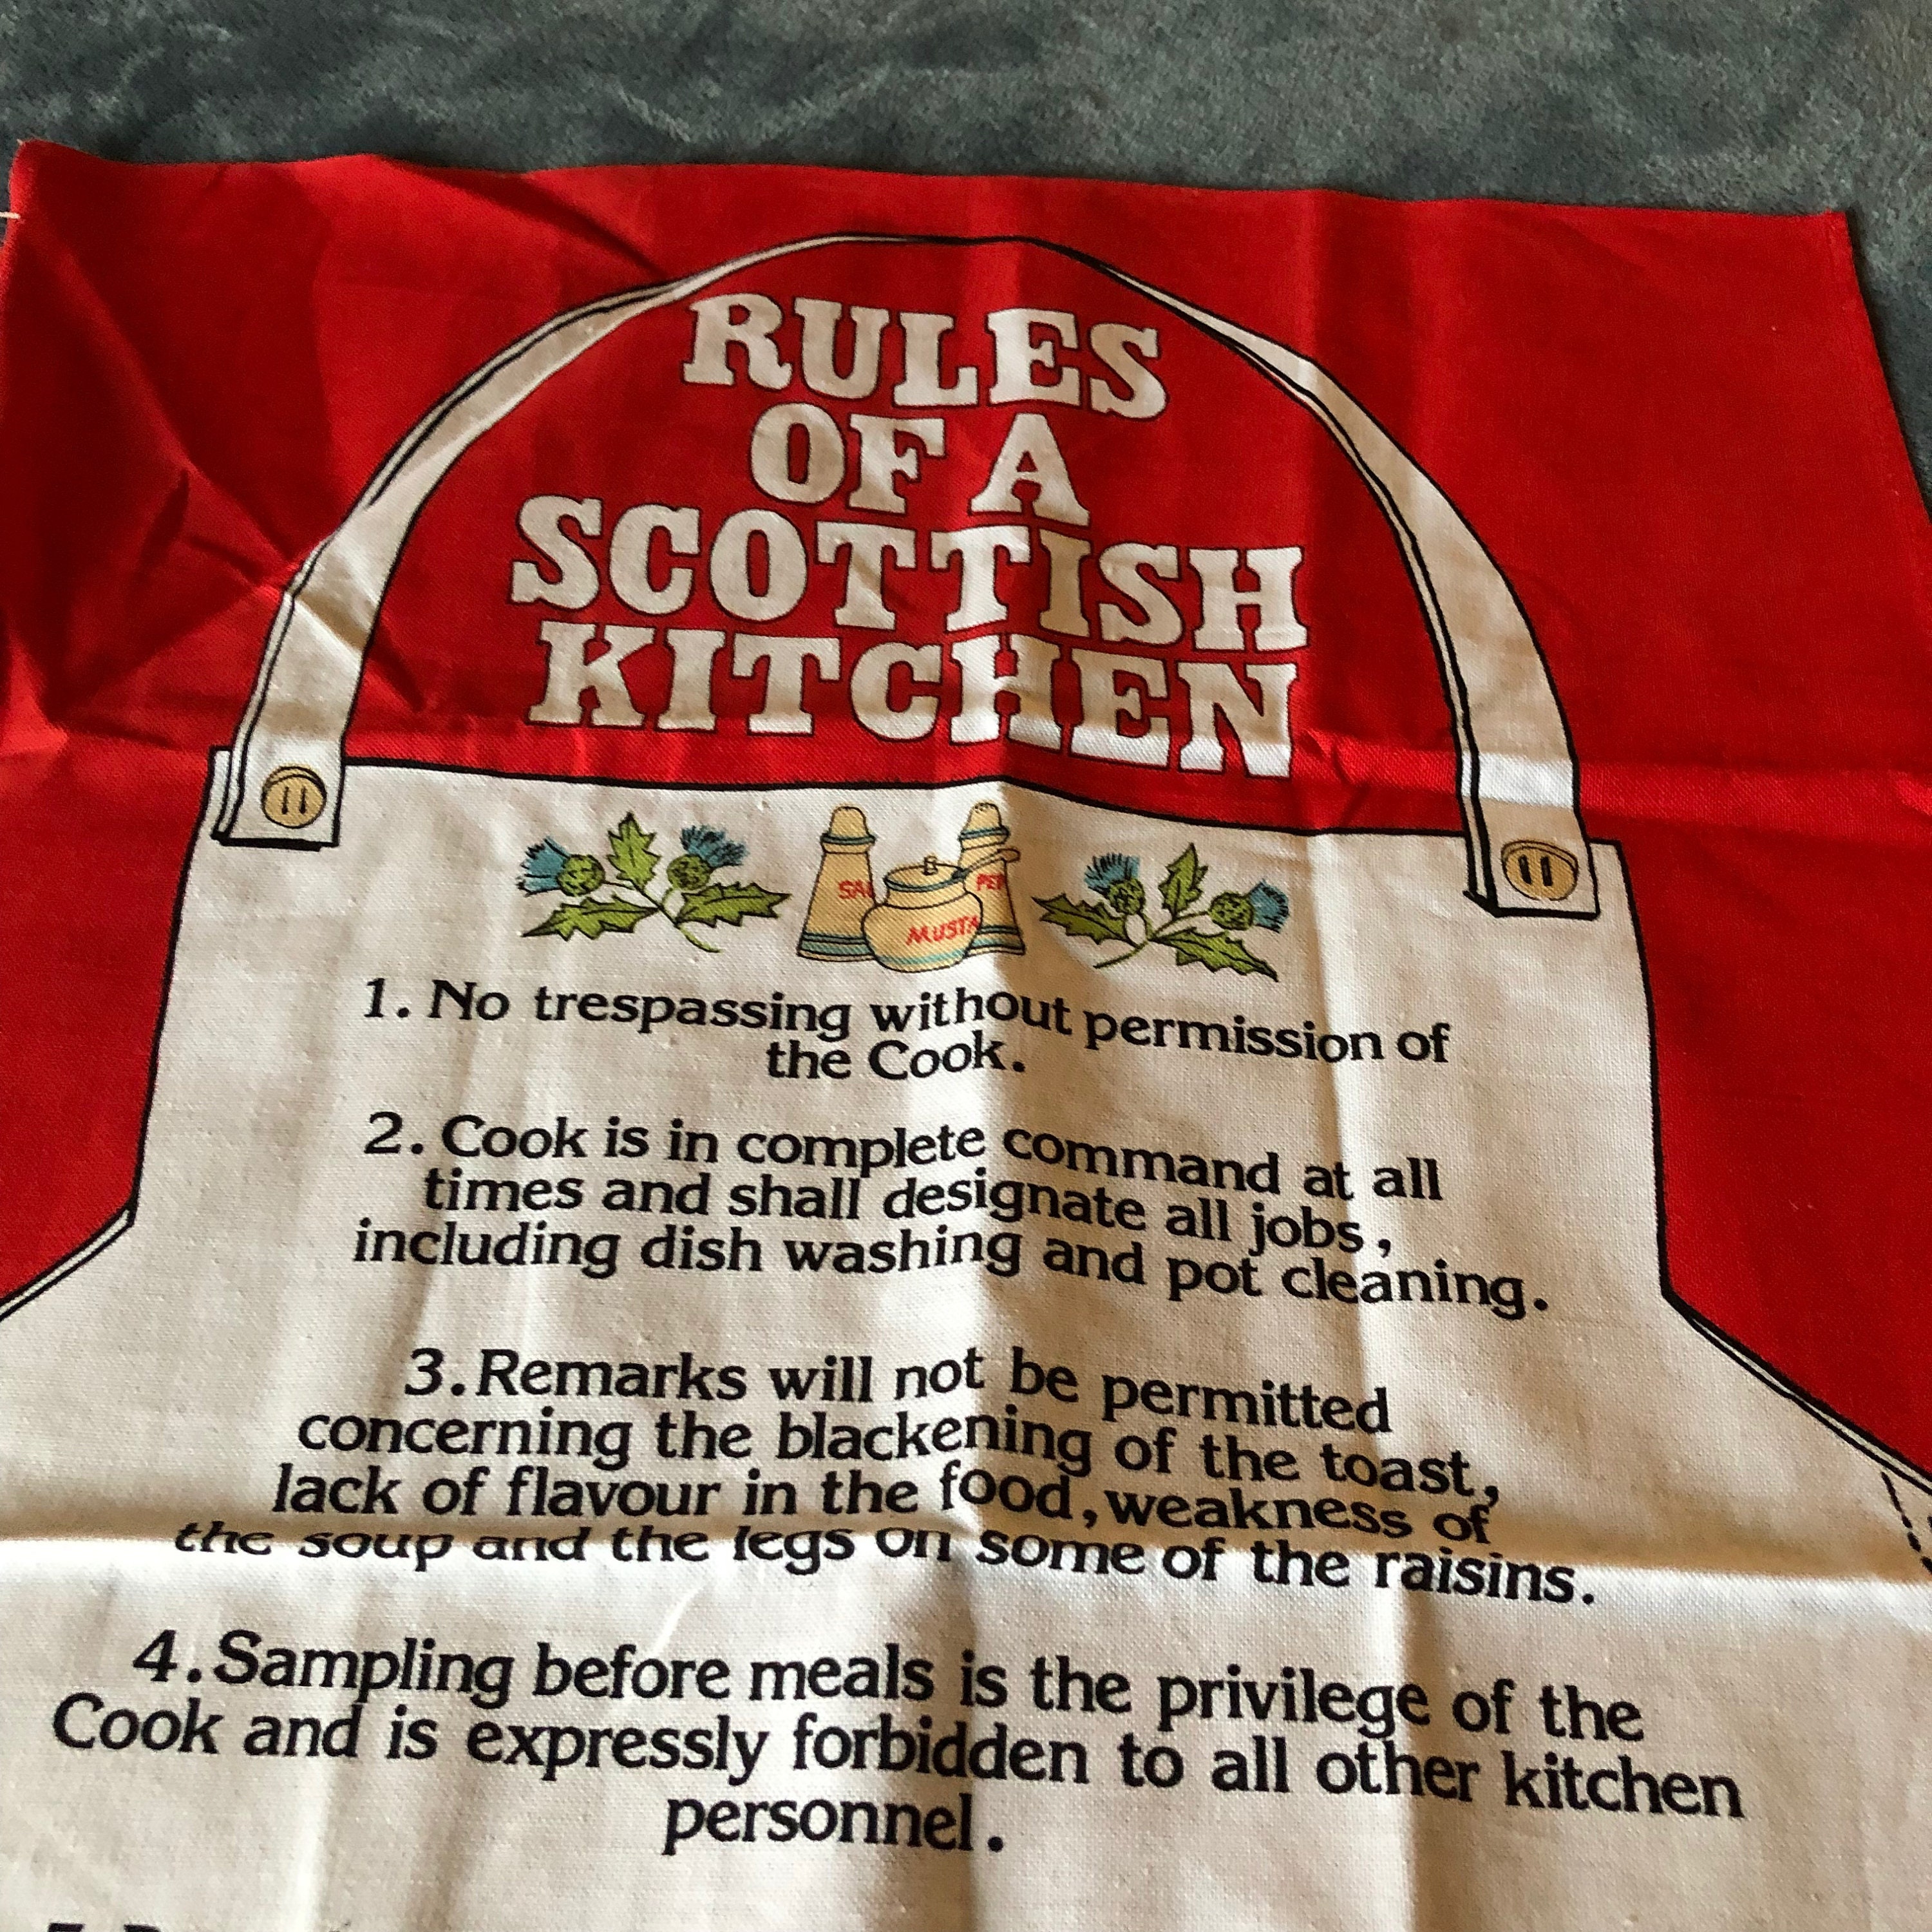 RULES
OF A
SCOTTISH
KITCHEN
SAL
PEP
MUSTA
1. No trespassing without permission of
the Cook.
2. Cook is in complete command at all
times and shall designate all jobs,
including dish washing and pot cleaning.
3. Remarks will not be permitted
concerning the blackening of the toast,
lack of flavour in the food, weakness of
the soup and the legs on some of the raisins.
4. Sampling before meals is the privilege of the
Cook and is expressly forbidden to all other kitchen
personnel.